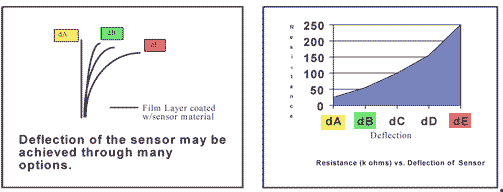 dA
dB
dE
Film Layer coated
w/sensor material
Deflection of the sensor may be
achieved through many
options.
Resistance
250
200
150
100
50
0
dA dB dC dD dE
Deflection
Resistance (k ohms) vs. Deflection of Sensor